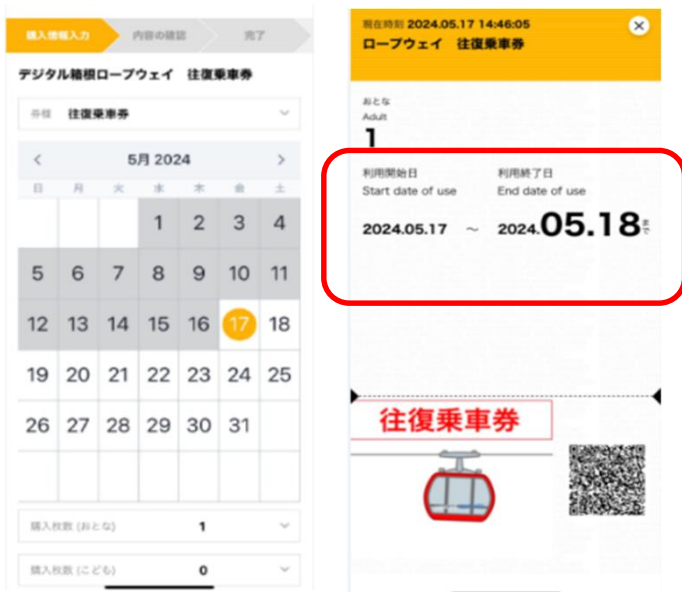 購入情報入力 内容の確認 完了
デジタル箱根ロープウェイ 往復乗車券
券種 往復乗車券
< 5月 2024 >
日 月 火 水 木 金 土
1 2 3 4
5 6 7 8 9 10 11
12 13 14 15 16 17 18
19 20 21 22 23 24 25
26 27 28 29 30 31
購入枚数 (おとな) 1
購入枚数 (こども) 0
現在時刻 2024.05.17 14:46:05
ロープウェイ 往復乗車券
おとな
Adult
1
利用開始日 利用終了日
Start date of use End date of use
2024.05.17 ~ 2024.05.18まで
往復乗車券